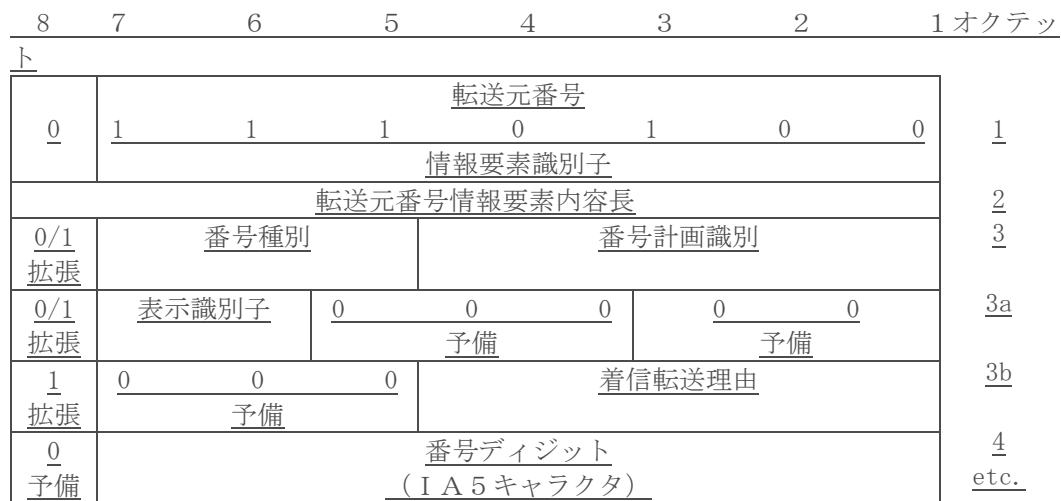 8 7 6 5 4 3 2 1オクテッ
ト
転送元番号
0 1 1 1 0 1 0 0 1
情報要素識別子
転送元番号情報要素内容長 2
0/1 番号種別 番号計画識別 3
拡張
0/1 表示識別子 0 0 0 0 0 3a
拡張 予備 予備
1 0 0 0 着信転送理由 3b
拡張 予備
0 番号ディジット 4
予備 (IA5キャラクタ) etc.